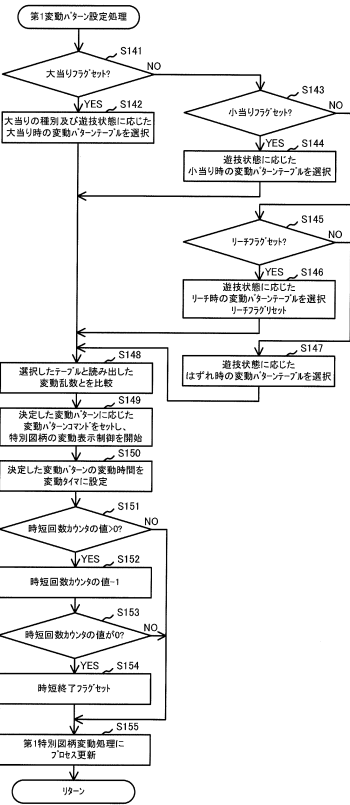 第1変動パターン設定処理
S141
大当りフラグセット?
NO
YES
S142
大当りの種別及び遊技状態に応じた
大当り時の変動パターンテーブルを選択
S143
小当りフラグセット?
NO
YES
S144
遊技状態に応じた
小当り時の変動パターンテーブルを選択
S145
リーチフラグセット?
NO
YES
S146
遊技状態に応じた
リーチ時の変動パターンテーブルを選択
リーチフラグリセット
S147
遊技状態に応じた
はずれ時の変動パターンテーブルを選択
S148
選択したテーブルと読み出した
変動乱数とを比較
S149
決定した変動パターンに応じた
変動パターンコマンドをセットし、
特別図柄の変動表示制御を開始
S150
決定した変動パターンの変動時間を
変動タイマに設定
S151
時短回数カウンタの値>0?
NO
YES
S152
時短回数カウンタの値-1
S153
時短回数カウンタの値が0?
NO
YES
S154
時短終了フラグセット
S155
第1特別図柄変動処理に
プロセス更新
リターン